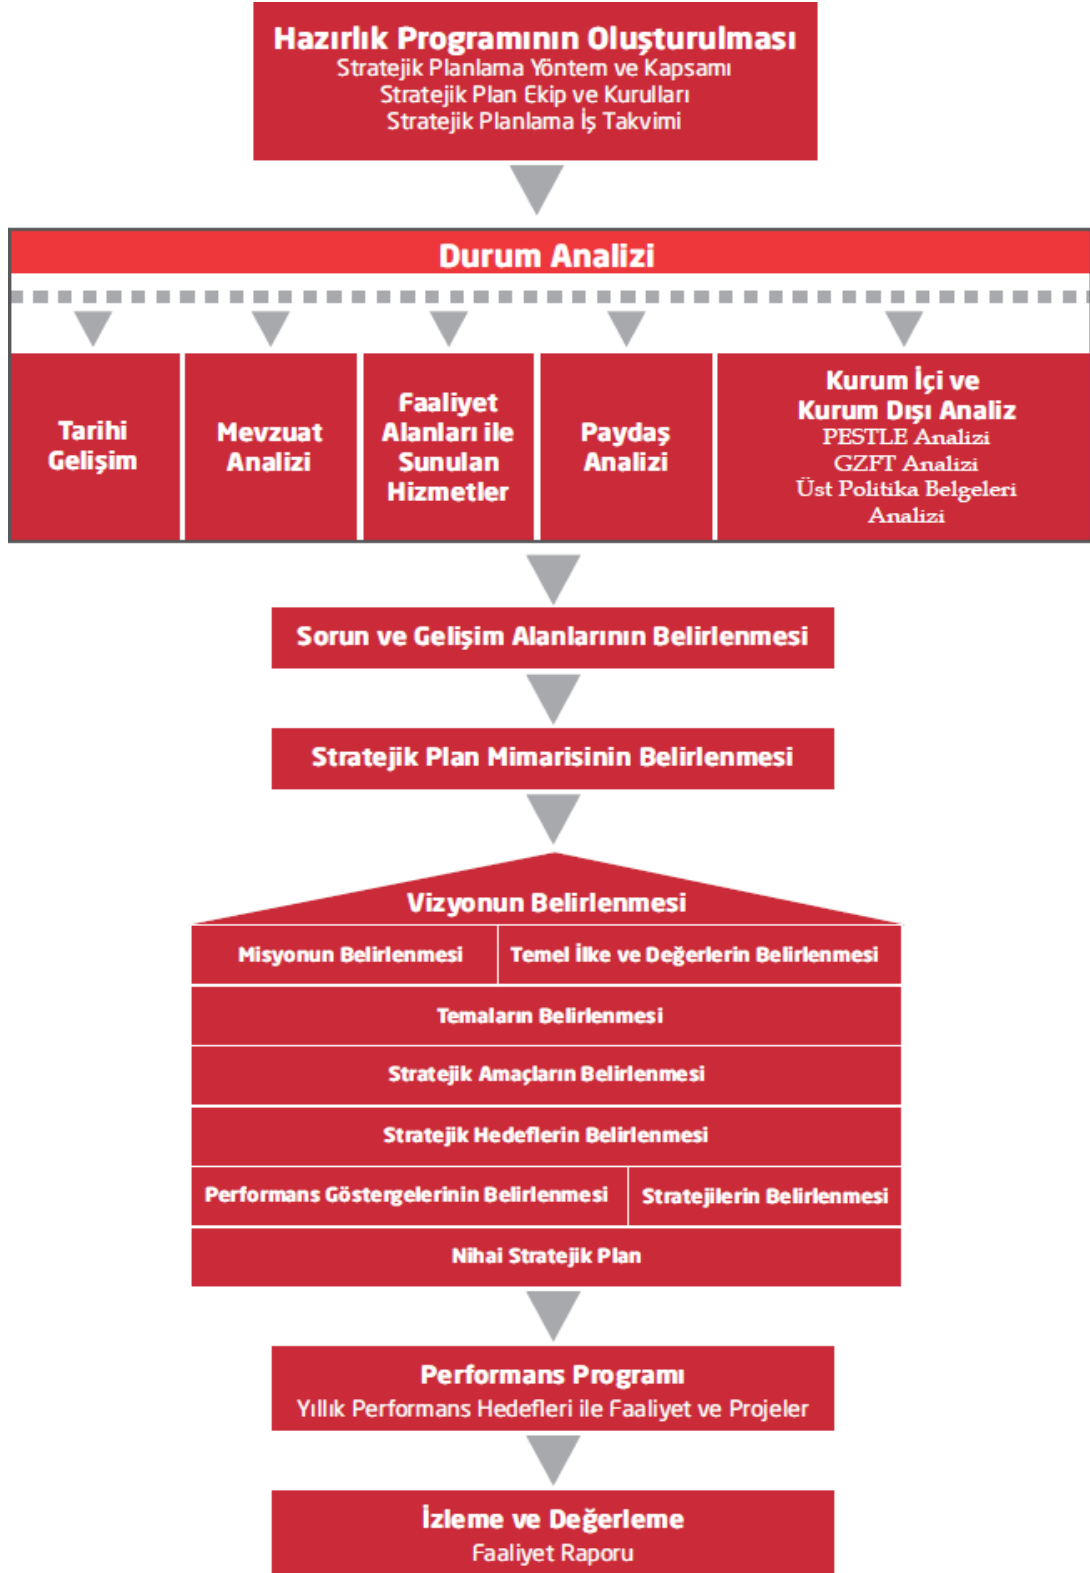 Hazırlık Programının Oluşturulması
Stratejik Planlama Yöntem ve Kapsamı
Stratejik Plan Ekip ve Kurulları
Stratejik Planlama İş Takvimi
Durum Analizi
Tarihi
Gelişim
Mevzuat
Analizi
Faaliyet
Alanları ile
Sunulan
Hizmetler
Paydaş
Analizi
Kurum İçi ve
Kurum Dışı Analiz
PESTLE Analizi
GZFT Analizi
Üst Politika Belgeleri
Analizi
Sorun ve Gelişim Alanlarının Belirlenmesi
Stratejik Plan Mimarisinin Belirlenmesi
Vizyonun Belirlenmesi
Misyonun Belirlenmesi
Temel İlke ve Değerlerin Belirlenmesi
Temaların Belirlenmesi
Stratejik Amaçların Belirlenmesi
Stratejik Hedeflerin Belirlenmesi
Performans Göstergelerinin Belirlenmesi
Stratejilerin Belirlenmesi
Nihai Stratejik Plan
Performans Programı
Yıllık Performans Hedefleri ile Faaliyet ve Projeler
İzleme ve Değerleme
Faaliyet Raporu